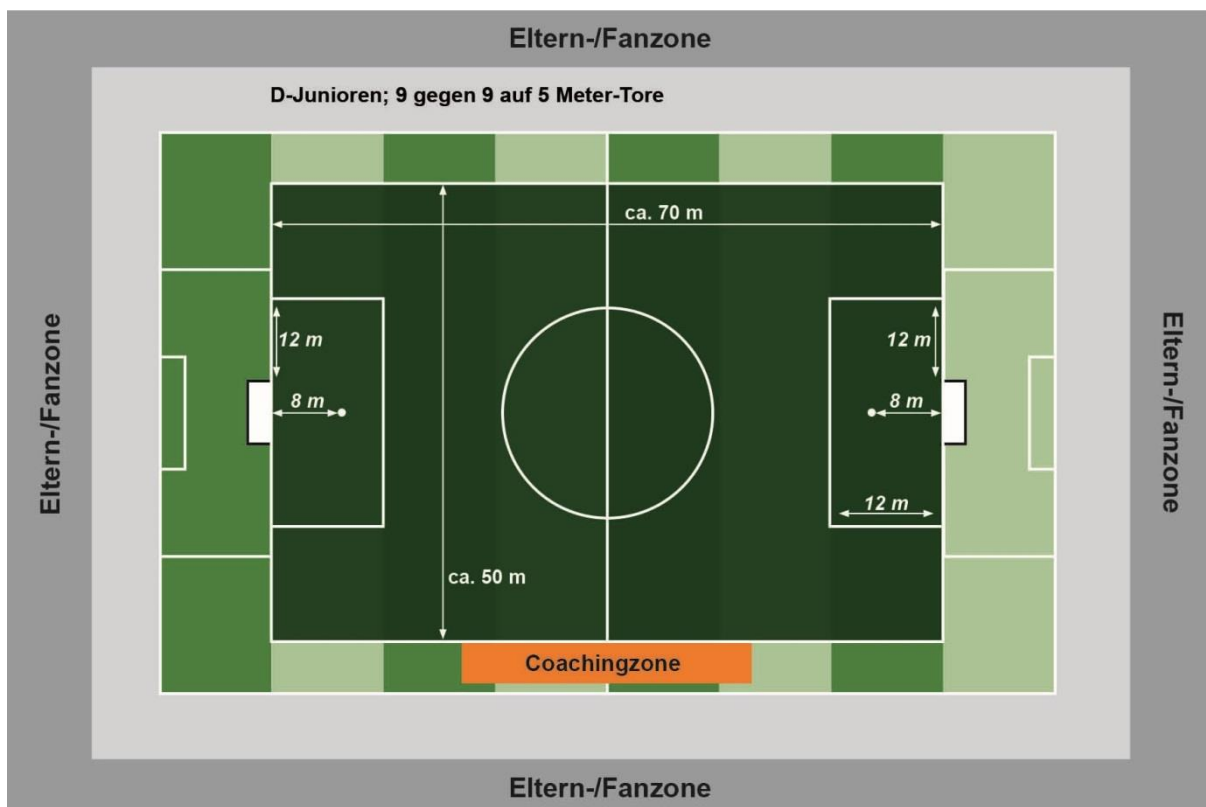 Eltern-/Fanzone
D-Junioren; 9 gegen 9 auf 5 Meter-Tore
ca. 70 m
12 m
12 m
Eltern-/Fanzone
Eltern-/Fanzone
8 m
8 m
12 m
ca. 50 m
Coachingzone
Eltern-/Fanzone